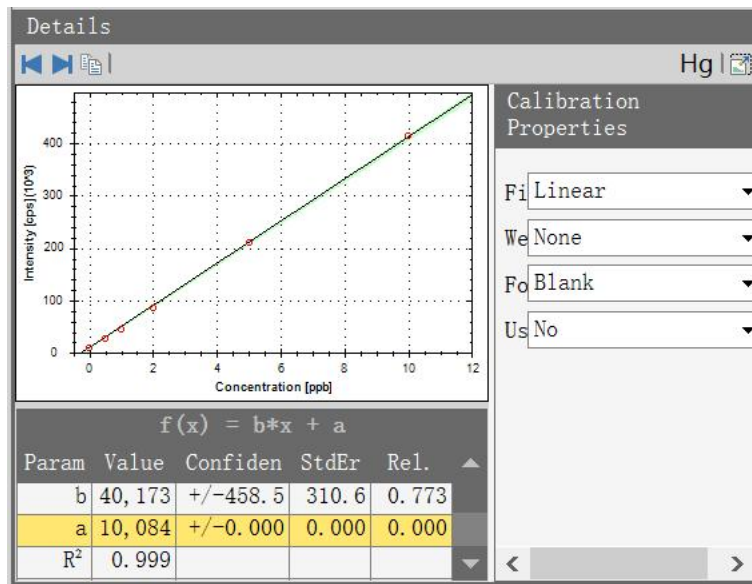 Details
Hg
Intensity [cps](10^3)
400
300
200
100
0
0 2 4 6 8 10 12
Concentration [ppb]
f(x) = b*x + a
Param Value Confiden StdEr Rel.
b 40,173 +/-458.5 310.6 0.773
a 10,084 +/-0.000 0.000 0.000
R² 0.999
Calibration
Properties
Fi Linear
We None
Fo Blank
Us No